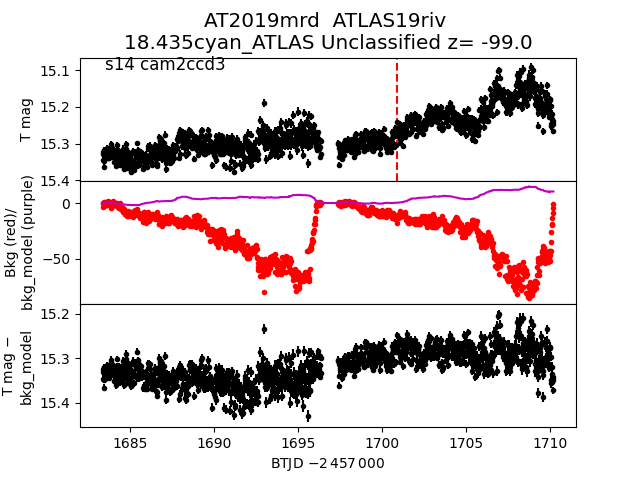 AT2019mrd ATLAS19riv
18.435cyan_ATLAS Unclassified z= -99.0
s14 cam2ccd3
T mag
15.1
15.2
15.3
15.4
Bkg (red)/
bkg_model (purple)
0
−50
T mag −
bkg_model
15.2
15.3
15.4
1685 1690 1695 1700 1705 1710
BTJD −2 457 000